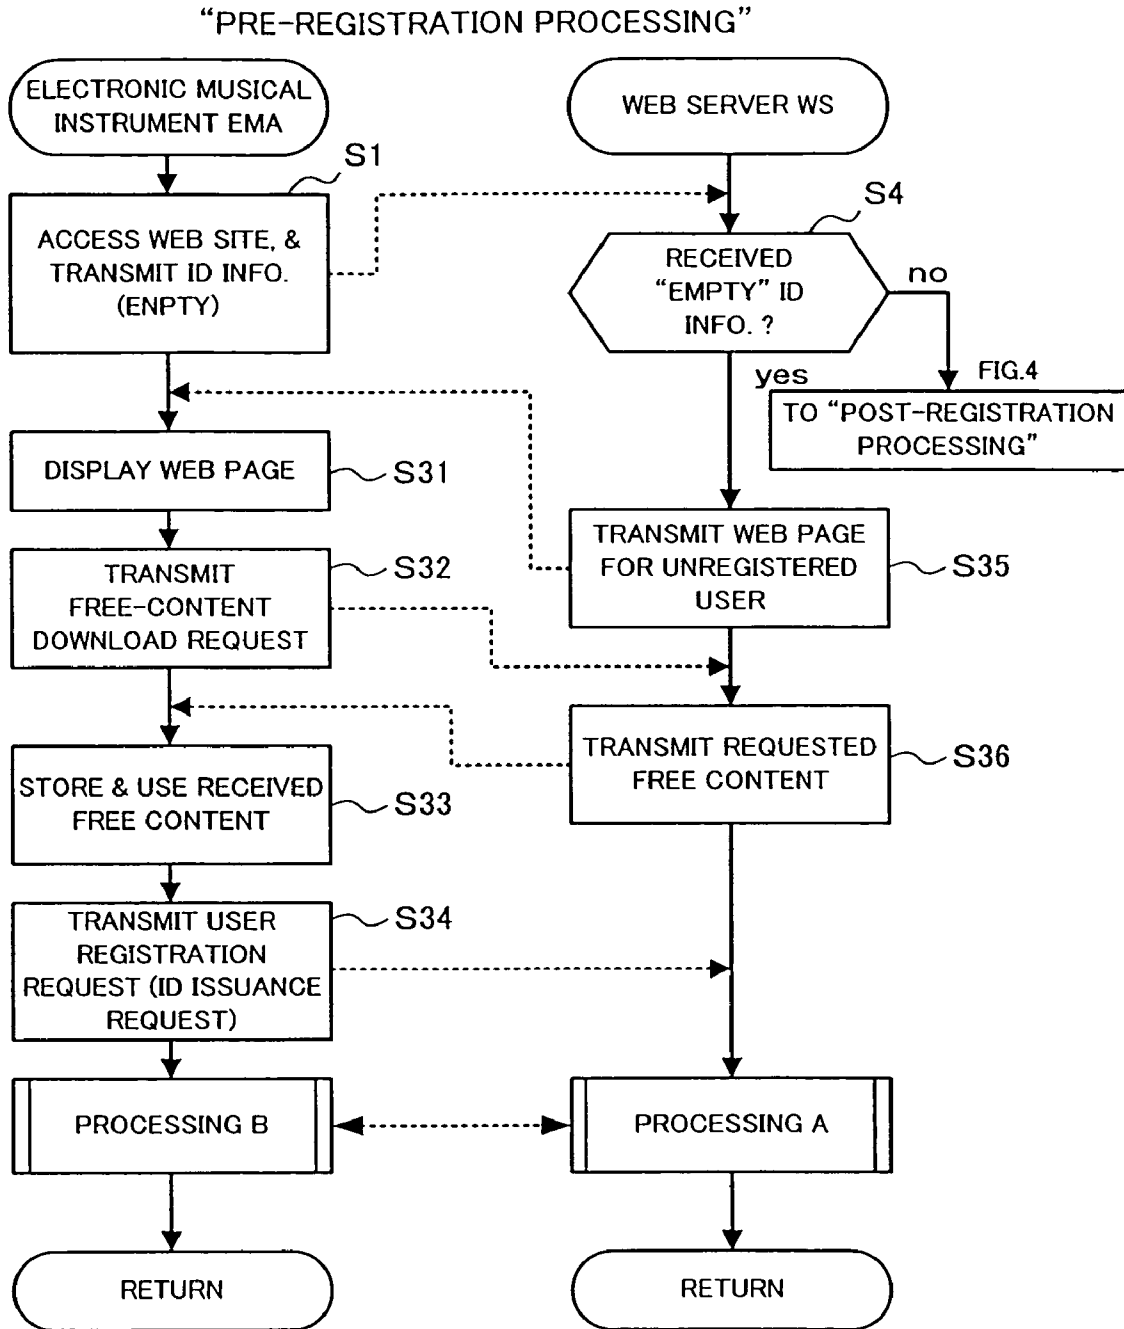 “PRE-REGISTRATION PROCESSING”
ELECTRONIC MUSICAL
INSTRUMENT EMA
S1
ACCESS WEB SITE, &
TRANSMIT ID INFO.
(ENPTY)
DISPLAY WEB PAGE
S31
TRANSMIT
FREE-CONTENT
DOWNLOAD REQUEST
S32
STORE & USE RECEIVED
FREE CONTENT
S33
TRANSMIT USER
REGISTRATION
REQUEST (ID ISSUANCE
REQUEST)
S34
PROCESSING B
RETURN
WEB SERVER WS
S4
RECEIVED
“EMPTY” ID
INFO. ?
no
yes
FIG.4
TO “POST-REGISTRATION
PROCESSING”
TRANSMIT WEB PAGE
FOR UNREGISTERED
USER
S35
TRANSMIT REQUESTED
FREE CONTENT
S36
PROCESSING A
RETURN